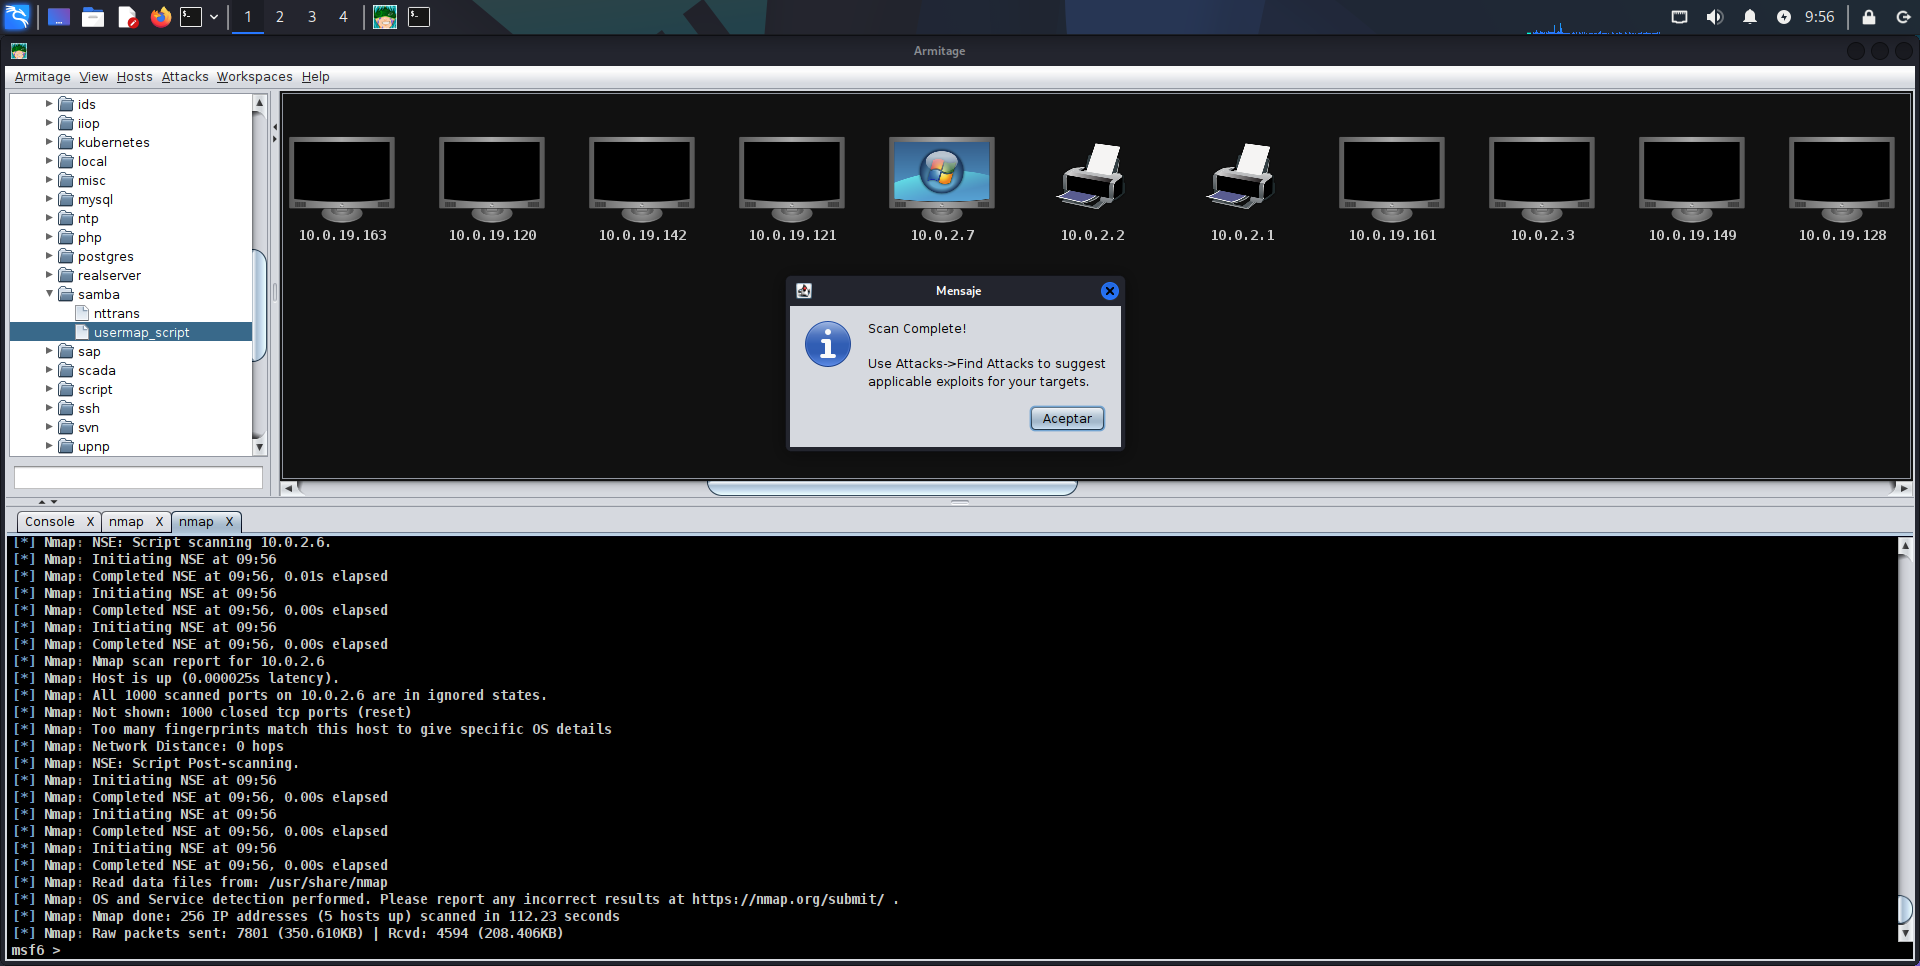 1 2 3 4 9:56
Armitage
Armitage View Hosts Attacks Workspaces Help
ids
iiop
kubernetes
local
misc
mysql
ntp
php
postgres
realserver
samba
nttrans
usermap_script
sap
scada
script
ssh
svn
upnp
10.0.19.163 10.0.19.120 10.0.19.142 10.0.19.121 10.0.2.7 10.0.2.2 10.0.2.1 10.0.19.161 10.0.2.3 10.0.19.149 10.0.19.128
Mensaje
Scan Complete!
Use Attacks->Find Attacks to suggest
applicable exploits for your targets.
Aceptar
Console X nmap X nmap X
[*] Nmap: NSE: Script scanning 10.0.2.6.
[*] Nmap: Initiating NSE at 09:56
[*] Nmap: Completed NSE at 09:56, 0.01s elapsed
[*] Nmap: Initiating NSE at 09:56
[*] Nmap: Completed NSE at 09:56, 0.00s elapsed
[*] Nmap: Initiating NSE at 09:56
[*] Nmap: Completed NSE at 09:56, 0.00s elapsed
[*] Nmap: Nmap scan report for 10.0.2.6
[*] Nmap: Host is up (0.000025s latency).
[*] Nmap: All 1000 scanned ports on 10.0.2.6 are in ignored states.
[*] Nmap: Not shown: 1000 closed tcp ports (reset)
[*] Nmap: Too many fingerprints match this host to give specific OS details
[*] Nmap: Network Distance: 0 hops
[*] Nmap: NSE: Script Post-scanning.
[*] Nmap: Initiating NSE at 09:56
[*] Nmap: Completed NSE at 09:56, 0.00s elapsed
[*] Nmap: Initiating NSE at 09:56
[*] Nmap: Completed NSE at 09:56, 0.00s elapsed
[*] Nmap: Initiating NSE at 09:56
[*] Nmap: Completed NSE at 09:56, 0.00s elapsed
[*] Nmap: Read data files from: /usr/share/nmap
[*] Nmap: OS and Service detection performed. Please report any incorrect results at https://nmap.org/submit/ .
[*] Nmap: Nmap done: 256 IP addresses (5 hosts up) scanned in 112.23 seconds
[*] Nmap: Raw packets sent: 7801 (350.610KB) | Rcvd: 4594 (208.406KB)
msf6 >